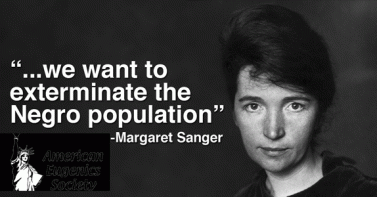 “...we want to
exterminate the
Negro population”
-Margaret Sanger
American
Eugenics
Society